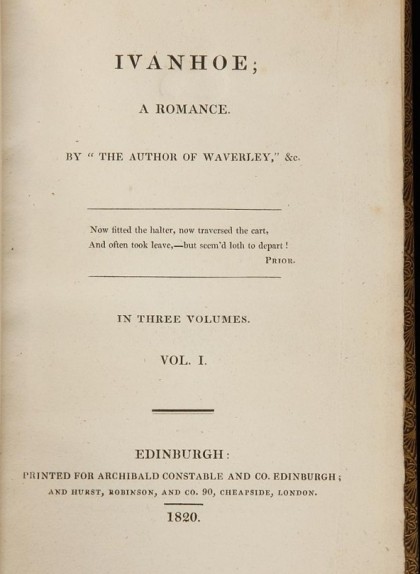 IVANHOE;
A ROMANCE.
BY “ THE AUTHOR OF WAVERLEY,” &c.
Now fitted the halter, now traversed the cart,
And often took leave,—but seem’d loth to depart!
PRIOR.
IN THREE VOLUMES.
VOL. I.
EDINBURGH:
PRINTED FOR ARCHIBALD CONSTABLE AND CO. EDINBURGH;
AND HURST, ROBINSON, AND CO. 90, CHEAPSIDE, LONDON.
1820.